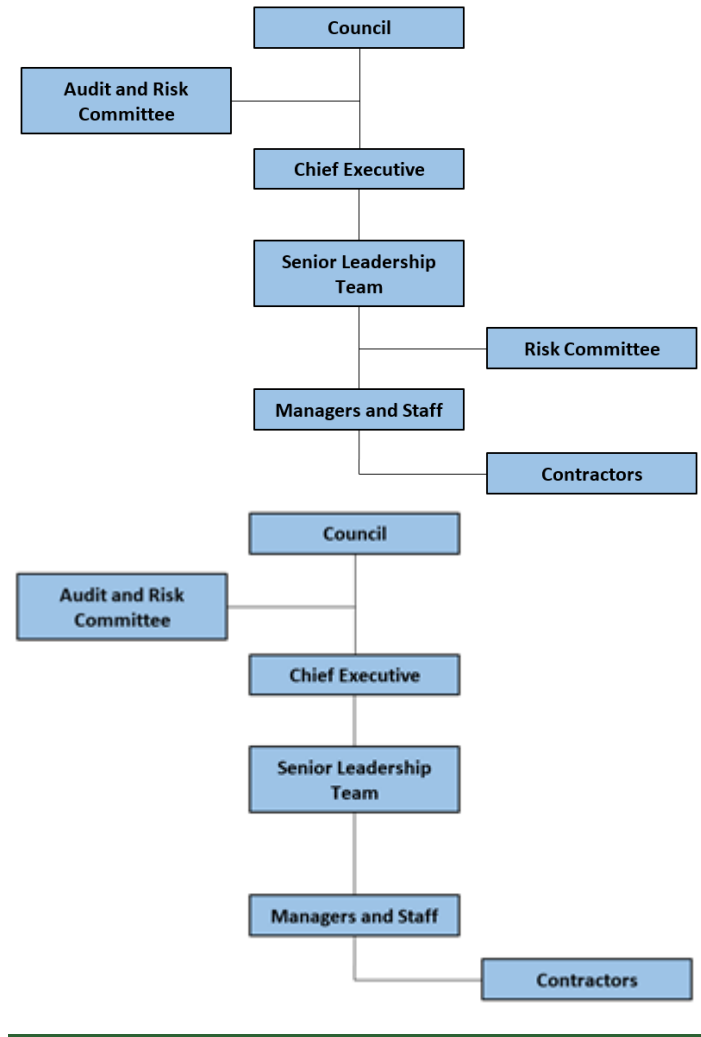 Council
Audit and Risk
Committee
Chief Executive
Senior Leadership
Team
Risk Committee
Managers and Staff
Contractors
Council
Audit and Risk
Committee
Chief Executive
Senior Leadership
Team
Managers and Staff
Contractors